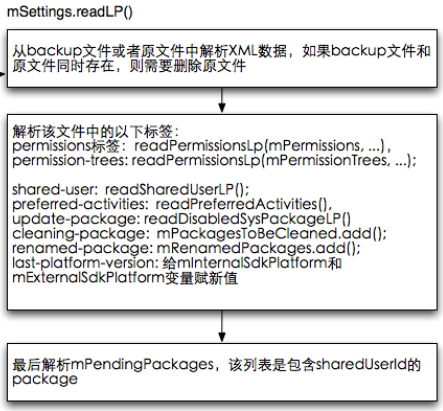 mSettings.readLP()
从backup文件或者原文件中解析XML数据，如果backup文件和
原文件同时存在，则需要删除原文件
解析该文件中的以下标签：
permissions标签：readPermissionsLp(mPermissions, ...)，
permission-trees: readPermissionsLp(mPermissionTrees, ...);
shared-user: readSharedUserLP();
preferred-activities: readPreferredActivities(),
update-package: readDisabledSysPackageLP()
cleaning-package: mPackagesToBeCleaned.add();
renamed-package: mRenamedPackages.add();
last-platform-version: 给mInternalSdkPlatform和
mExternalSdkPlatform变量赋新值
最后解析mPendingPackages，该列表是包含sharedUserId的
package